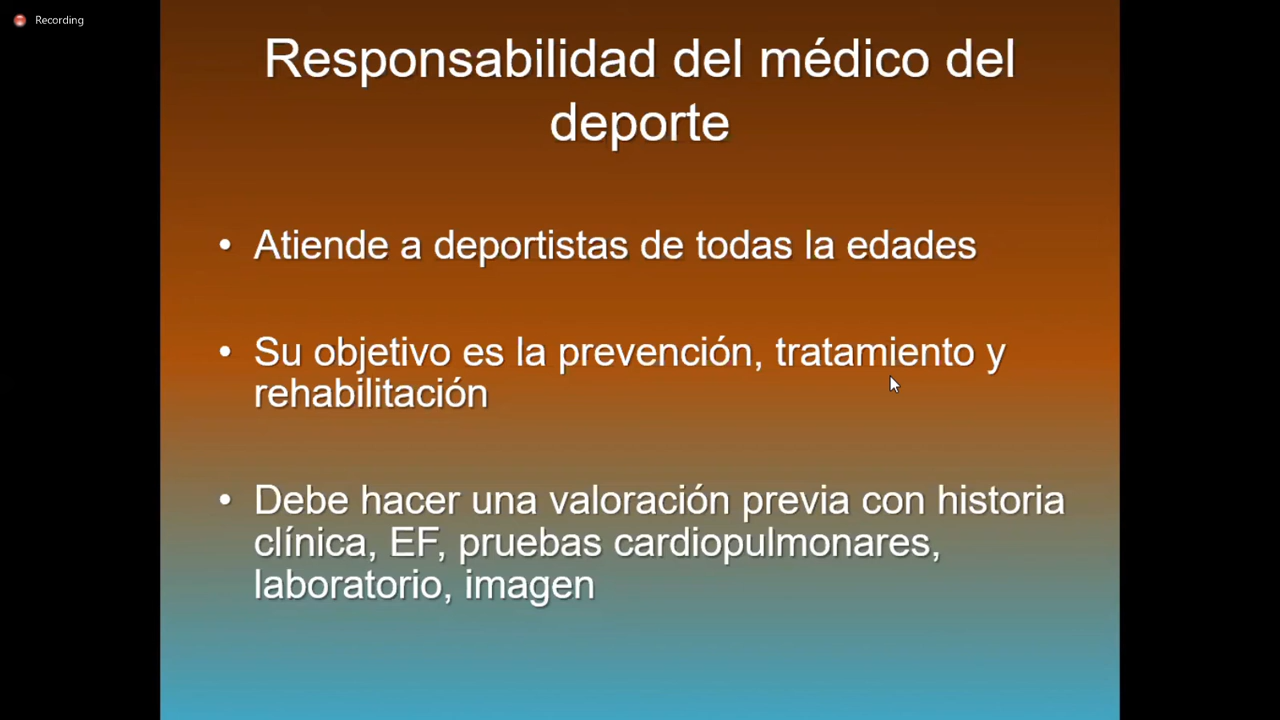 Recording
Responsabilidad del médico del
deporte
• Atiende a deportistas de todas la edades
• Su objetivo es la prevención, tratamiento y
rehabilitación
• Debe hacer una valoración previa con historia
clínica, EF, pruebas cardiopulmonares,
laboratorio, imagen